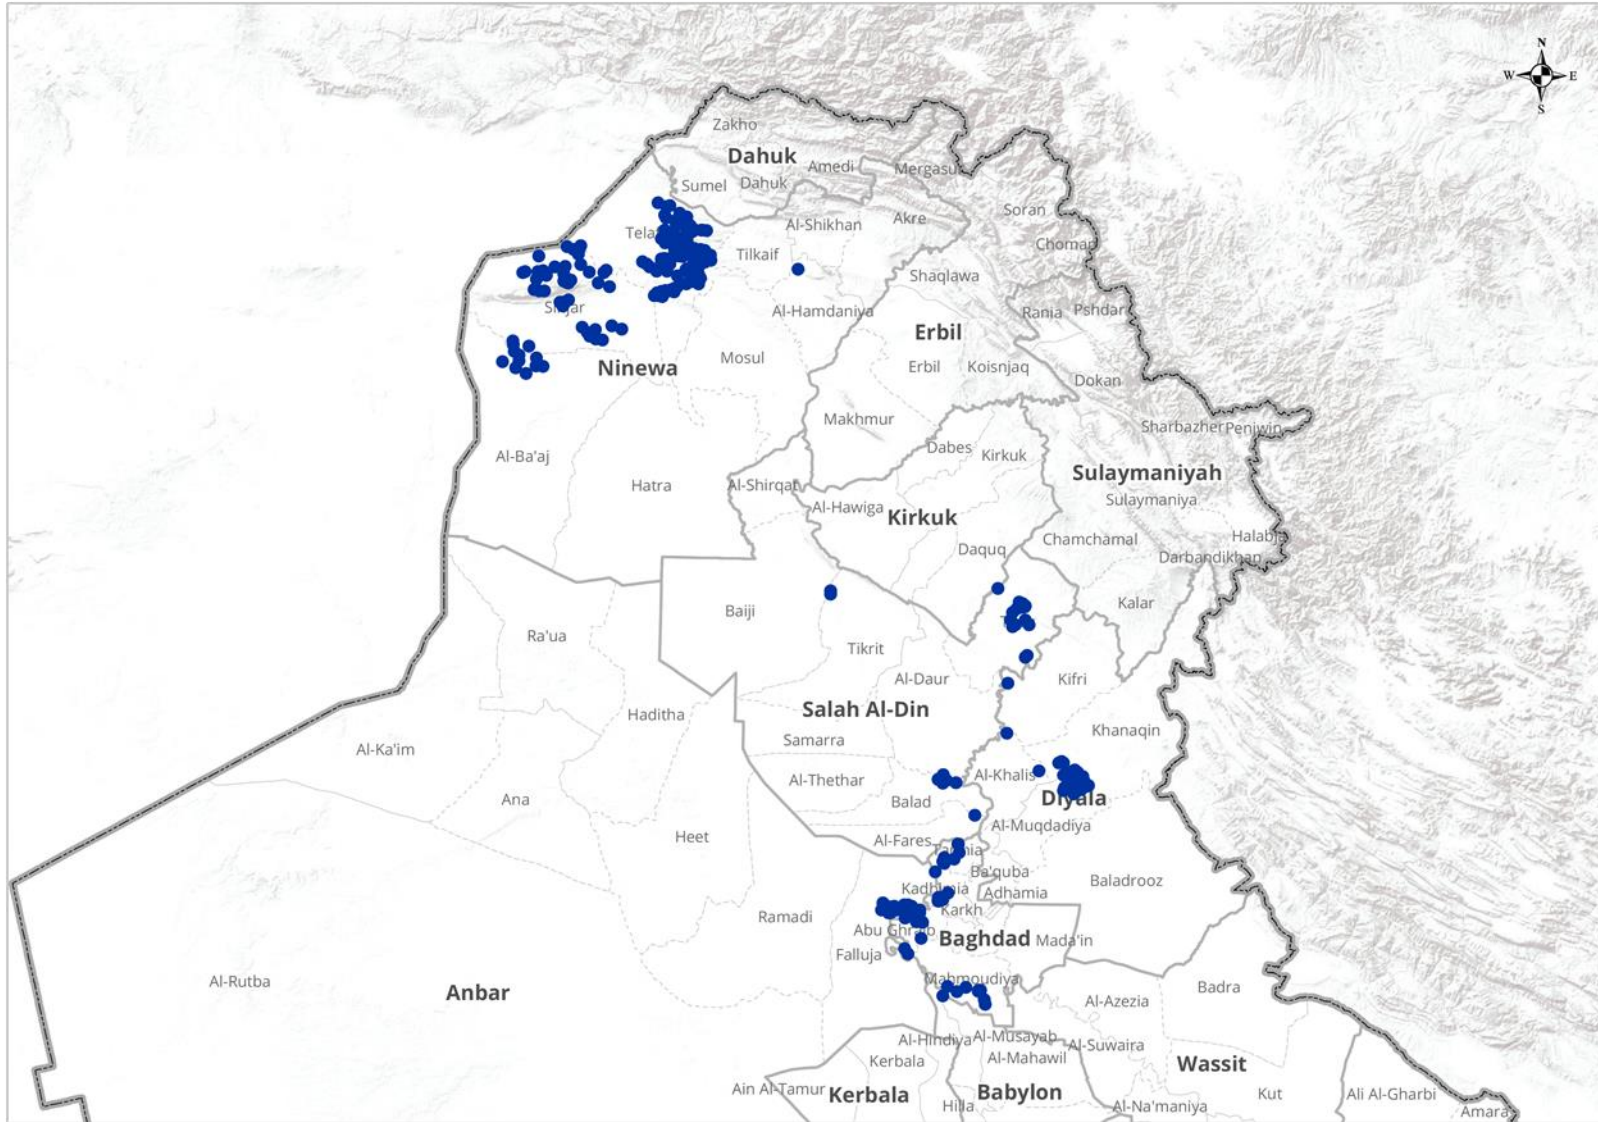 N
W E
S
Zakho
Dahuk
Amedi
Mergasu
Sumel
Dahuk
Soran
Akre
Al-Shikhan
Tela
Choman
Tilkaif
Shaqlawa
Sinjar
Al-Hamdaniya
Rania
Pshdar
Erbil
Mosul
Ninewa
Erbil
Koisnjaq
Dokan
Makhmur
Sharbazher
Penjwin
Dabes
Kirkuk
Al-Ba'aj
Sulaymaniyah
Hatra
Al-Shirqat
Sulaymaniya
Al-Hawiga
Kirkuk
Chamchamal
Halabja
Daquq
Darbandikhan
Baiji
Kalar
Ra'ua
Tikrit
Al-Daur
Kifri
Haditha
Salah Al-Din
Khanaqin
Al-Ka'im
Samarra
Al-Thethar
Al-Khalis
Ana
Balad
Diyala
Al-Muqdadiya
Heet
Al-Fares
Tarmia
Ba'quba
Baladrooz
Kadhimia
Adhamia
Ramadi
Karkh
Abu Ghraib
Baghdad
Mada'in
Falluja
Al-Rutba
Mahmoudiya
Anbar
Badra
Al-Azezia
Al-Hindiya
Al-Musayab
Al-Suwaira
Kerbala
Al-Mahawil
Wassit
Ain Al-Tamur
Kerbala
Babylon
Kut
Ali Al-Gharbi
Hilla
Al-Na'maniya
Amara